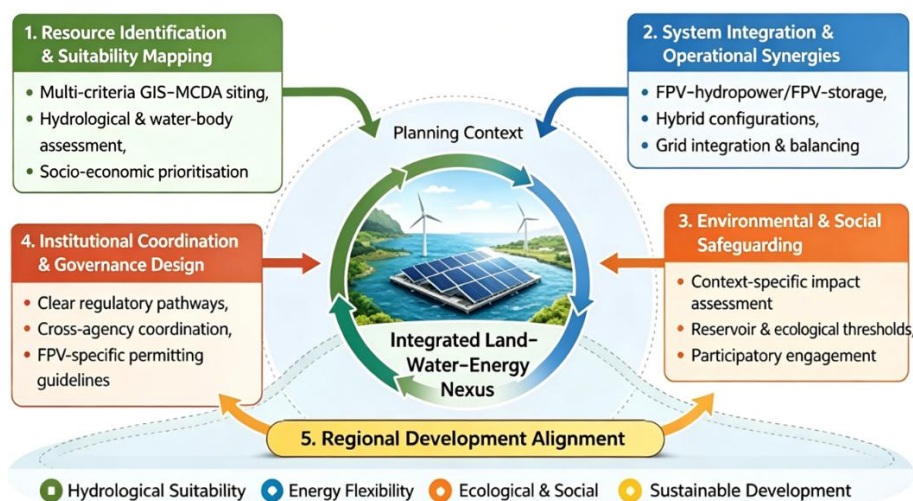 1. Resource Identification
& Suitability Mapping
• Multi-criteria GIS–MCDA siting,
• Hydrological & water-body
assessment,
• Socio-economic prioritisation
2. System Integration &
Operational Synergies
• FPV–hydropower/FPV–storage,
• Hybrid configurations,
• Grid integration & balancing
Planning Context
4. Institutional Coordination
& Governance Design
• Clear regulatory pathways,
• Cross-agency coordination,
• FPV-specific permitting
guidelines
3. Environmental & Social
Safeguarding
• Context-specific impact
assessment
• Reservoir & ecological thresholds,
• Participatory engagement
Integrated Land–
Water–Energy
Nexus
5. Regional Development Alignment
Hydrological Suitability
Energy Flexibility
Ecological & Social
Sustainable Development